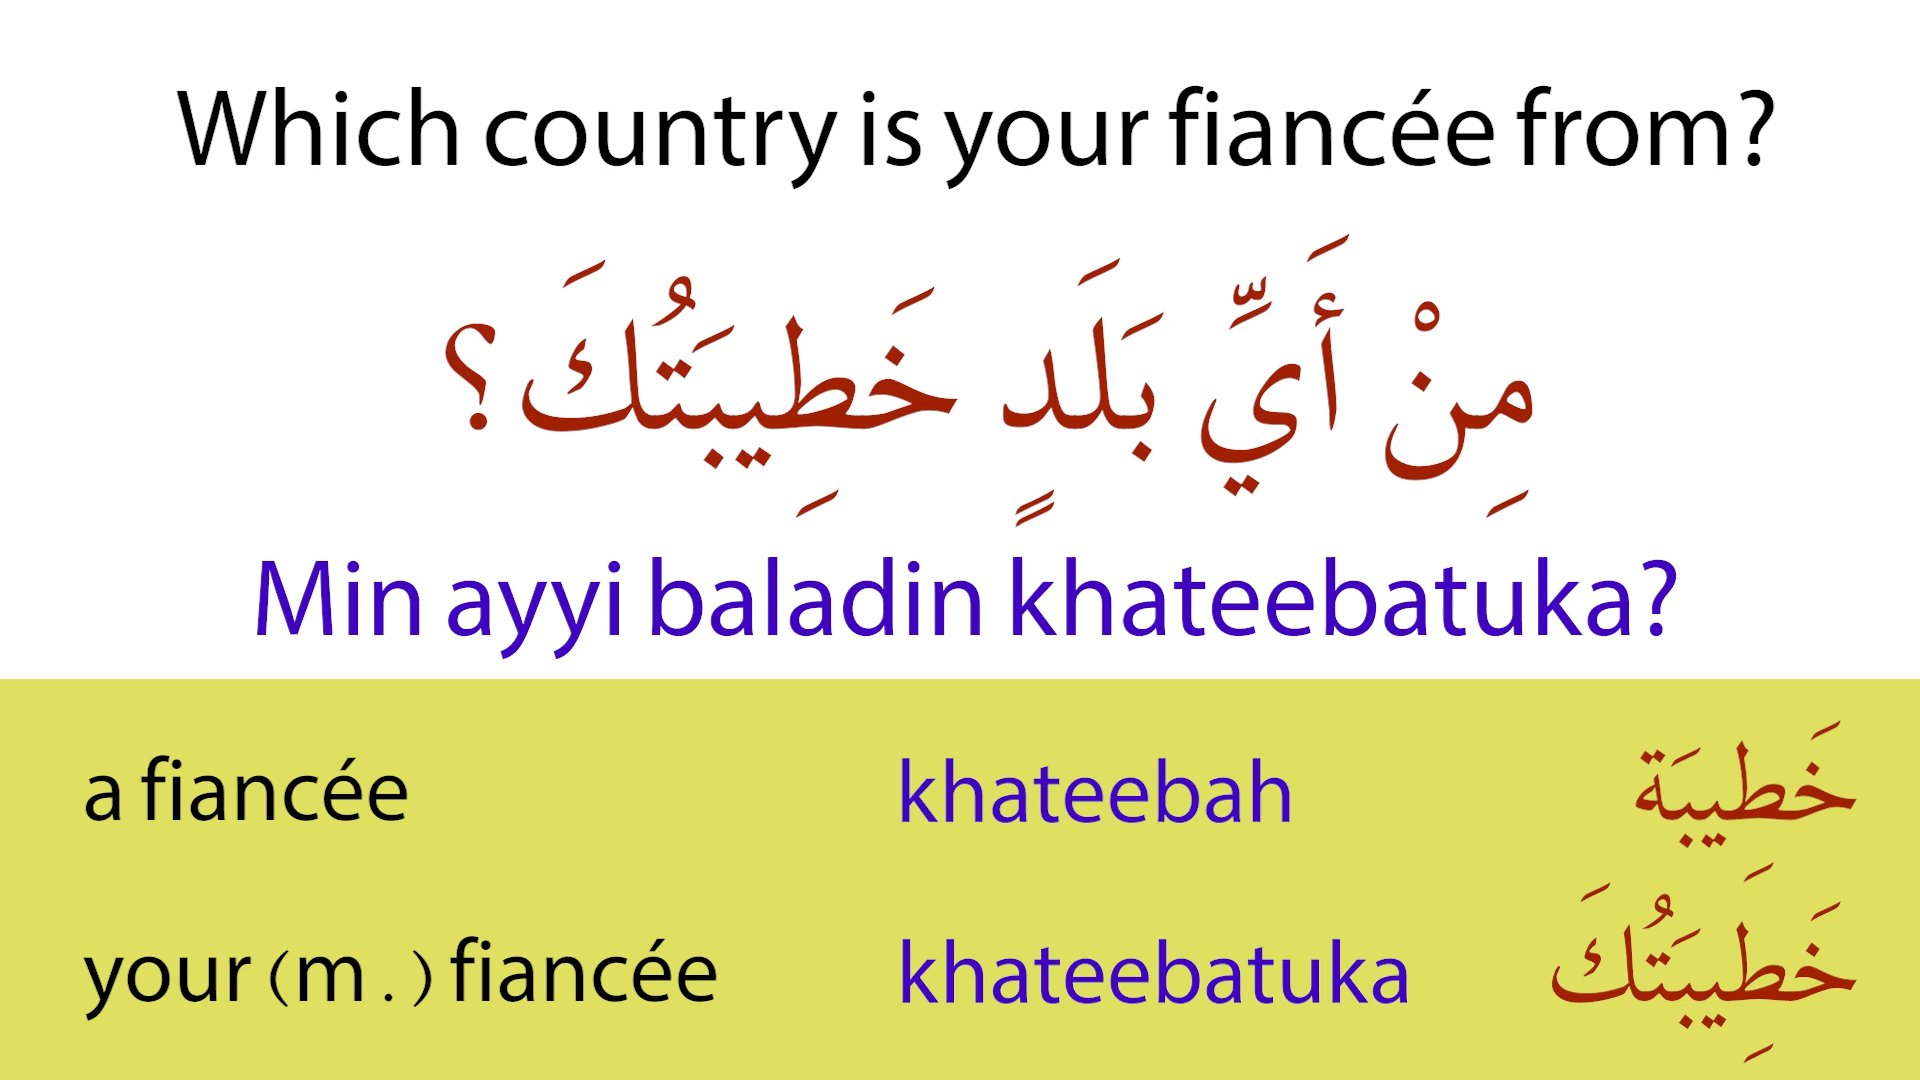 Which country is your fiancée from?
مِنْ أَيِّ بَلَدٍ خَطِيبَتُكَ؟
Min ayyi baladin khateebatuka?
a fiancée khateebah خَطِيبَة
your (m . ) fiancée khateebatuka خَطِيبَتُكَ